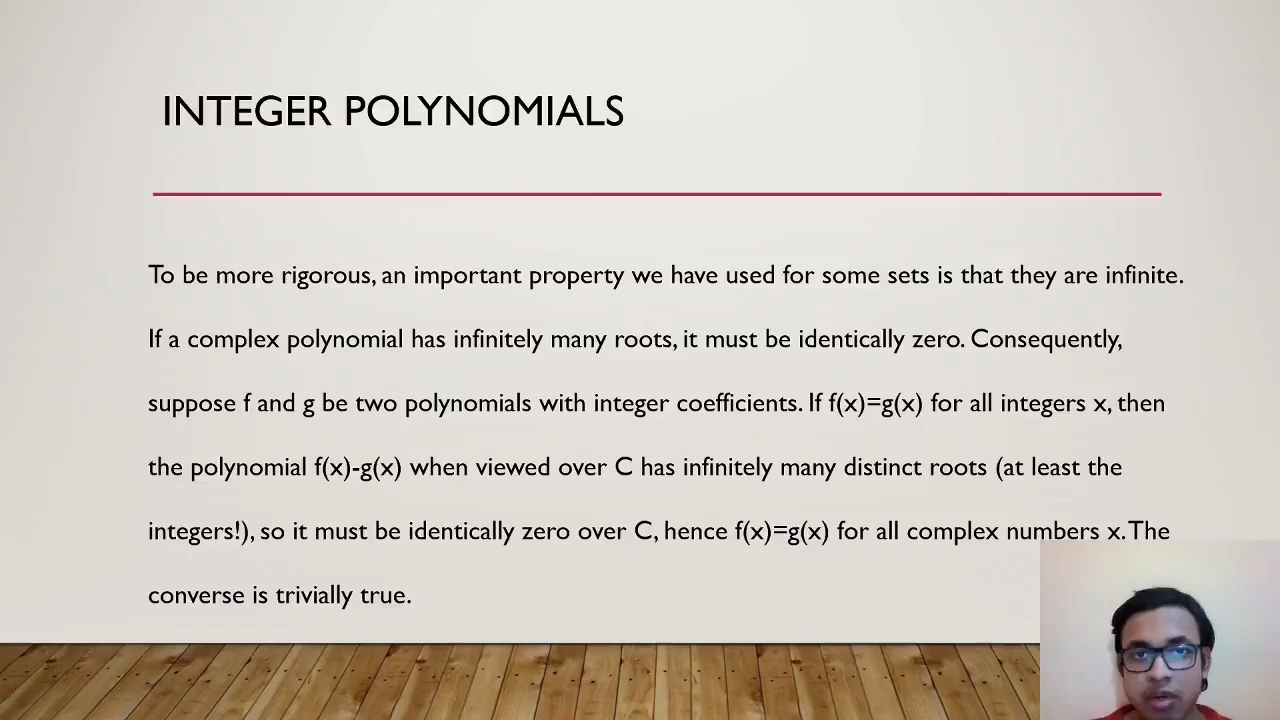 INTEGER POLYNOMIALS
To be more rigorous, an important property we have used for some sets is that they are infinite.
If a complex polynomial has infinitely many roots, it must be identically zero. Consequently,
suppose f and g be two polynomials with integer coefficients. If f(x)=g(x) for all integers x, then
the polynomial f(x)-g(x) when viewed over C has infinitely many distinct roots (at least the
integers!), so it must be identically zero over C, hence f(x)=g(x) for all complex numbers x. The
converse is trivially true.